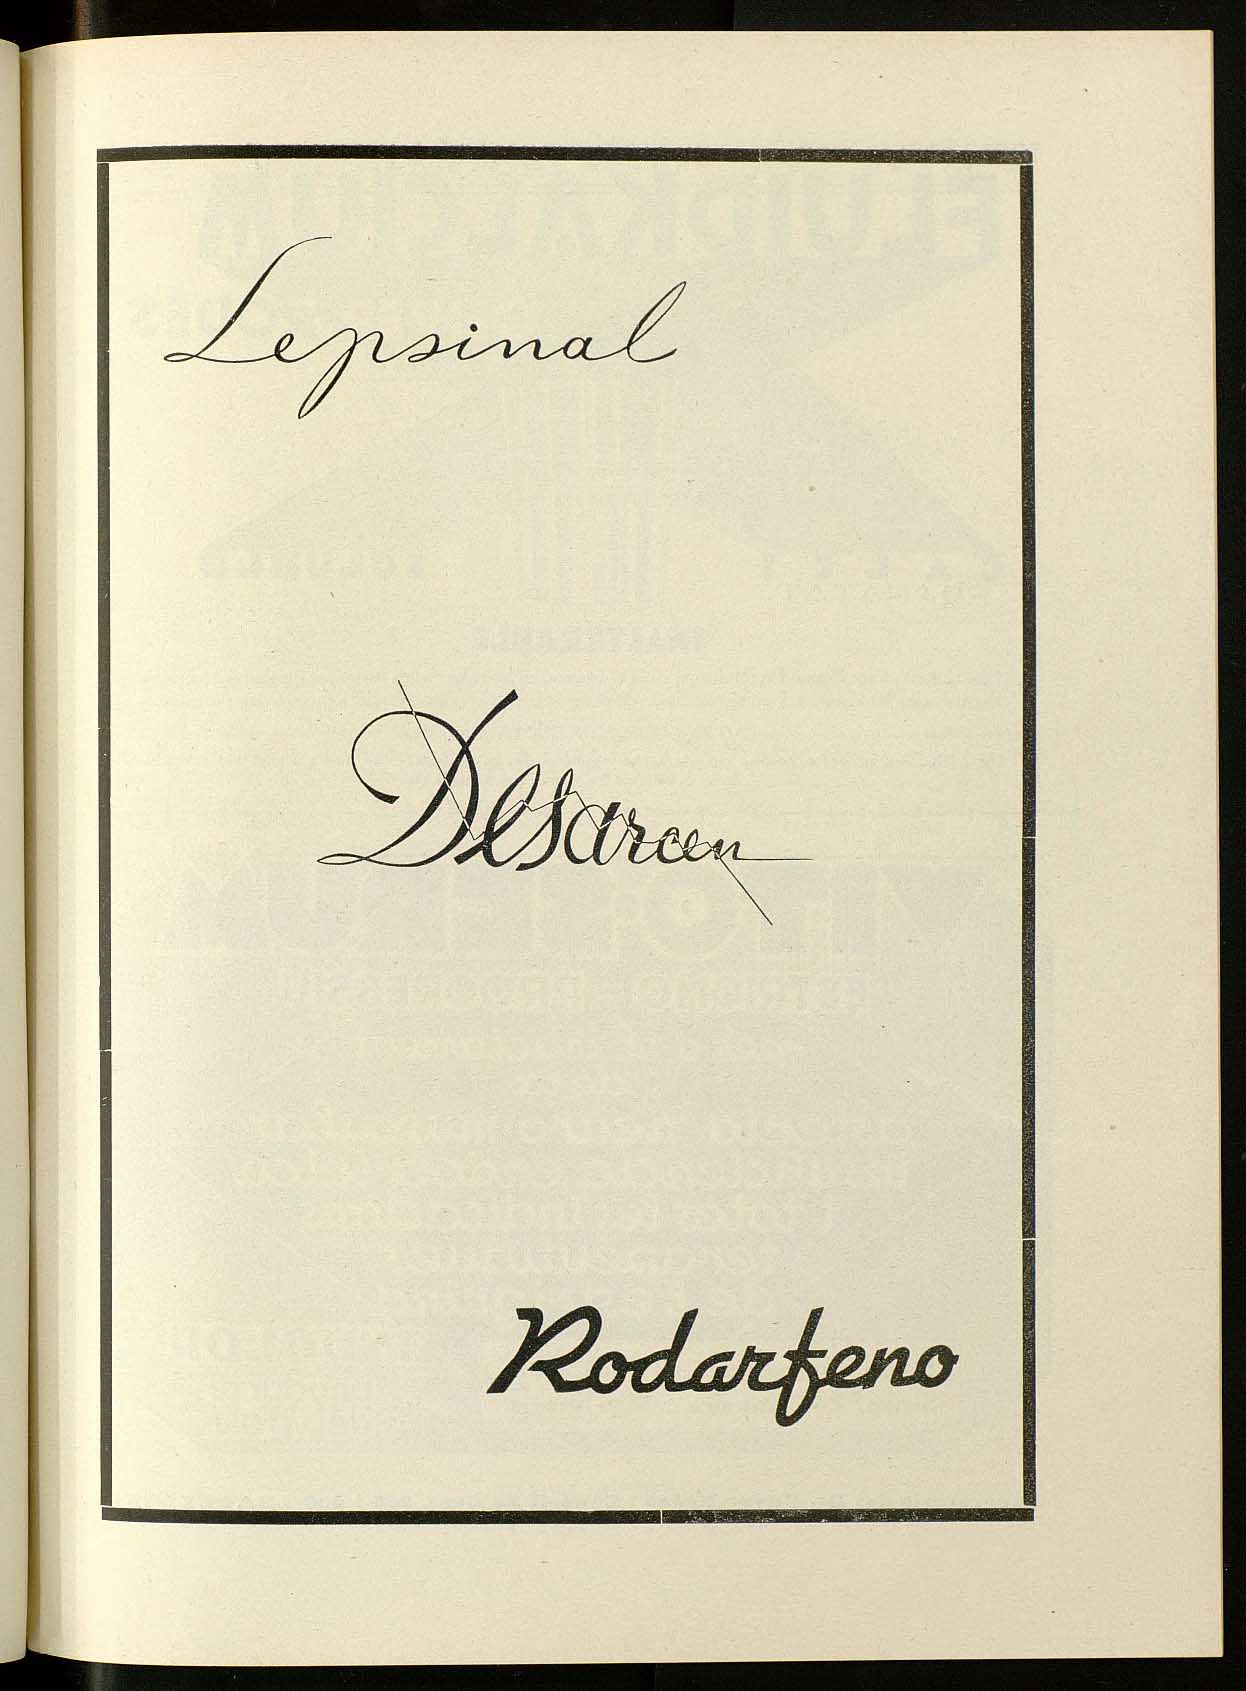 Lepsinal
Desarcen
Rodarfeno